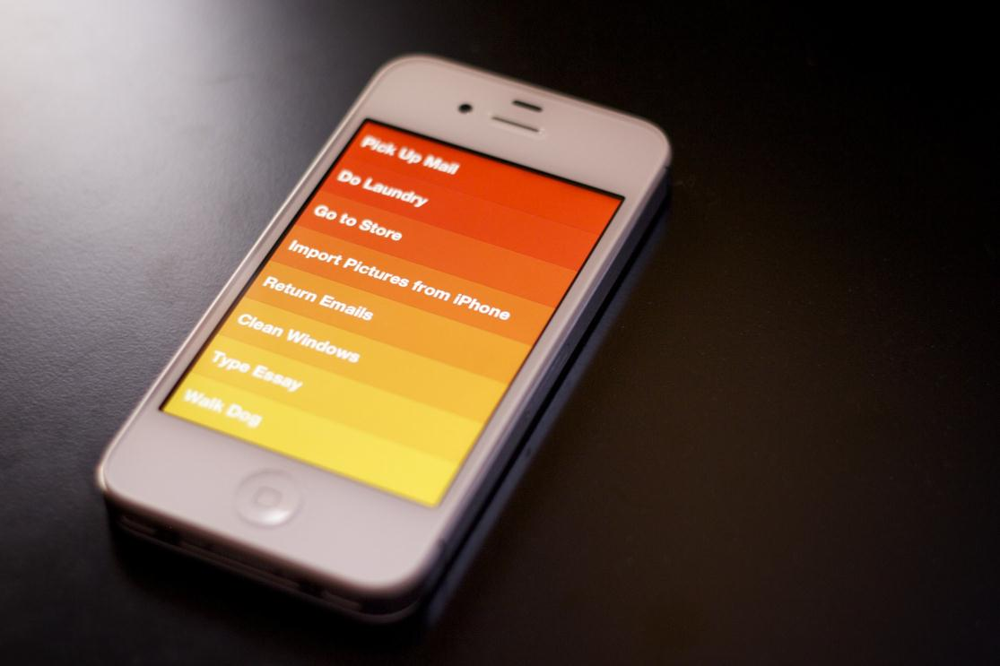 Pick Up Mail
Do Laundry
Go to Store
Import Pictures from iPhone
Return Emails
Clean Windows
Type Essay
Walk Dog